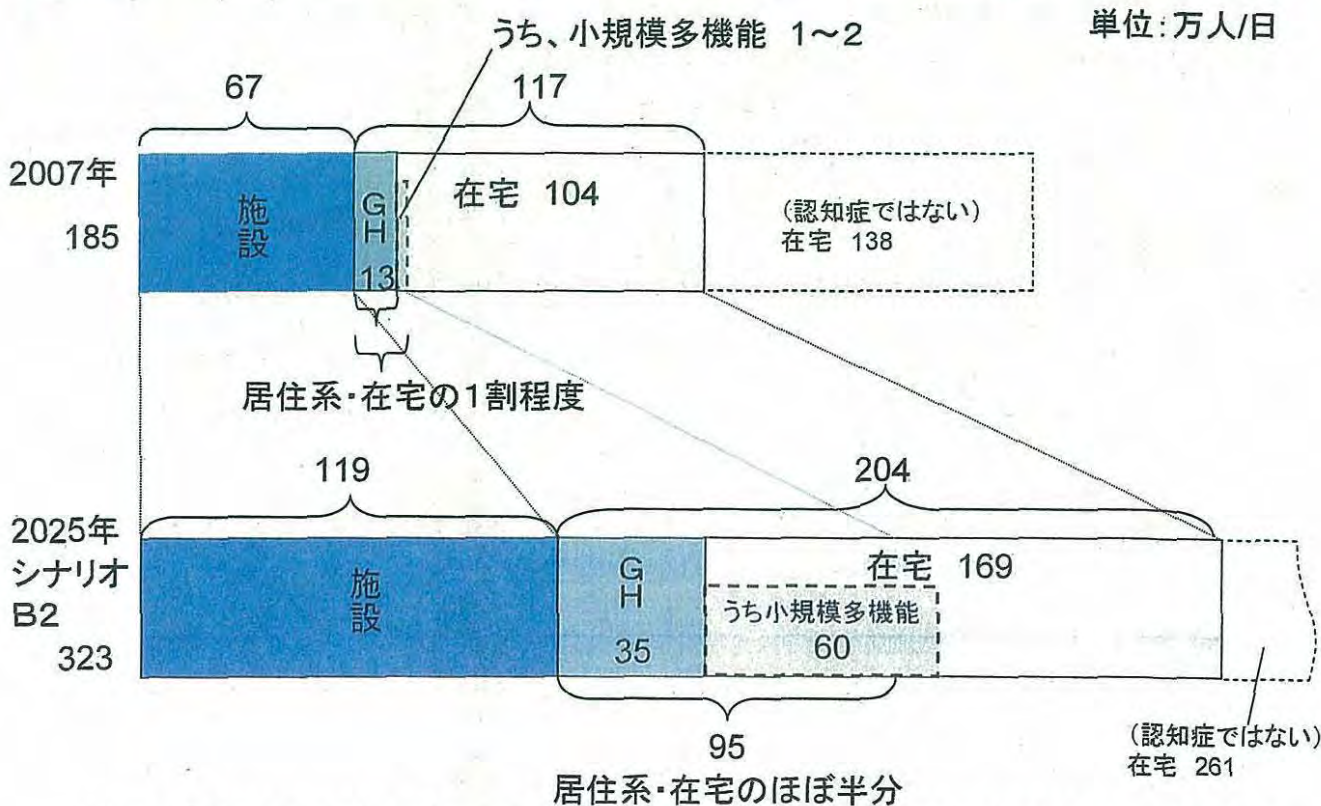 単位：万人/日
うち、小規模多機能 1〜2
67
117
2007年
185
施設
GH
13
在宅 104
（認知症ではない）
在宅 138
居住系・在宅の１割程度
119
204
2025年
シナリオ
B2
323
施設
GH
35
在宅 169
うち小規模多機能
60
95
居住系・在宅のほぼ半分
（認知症ではない）
在宅 261